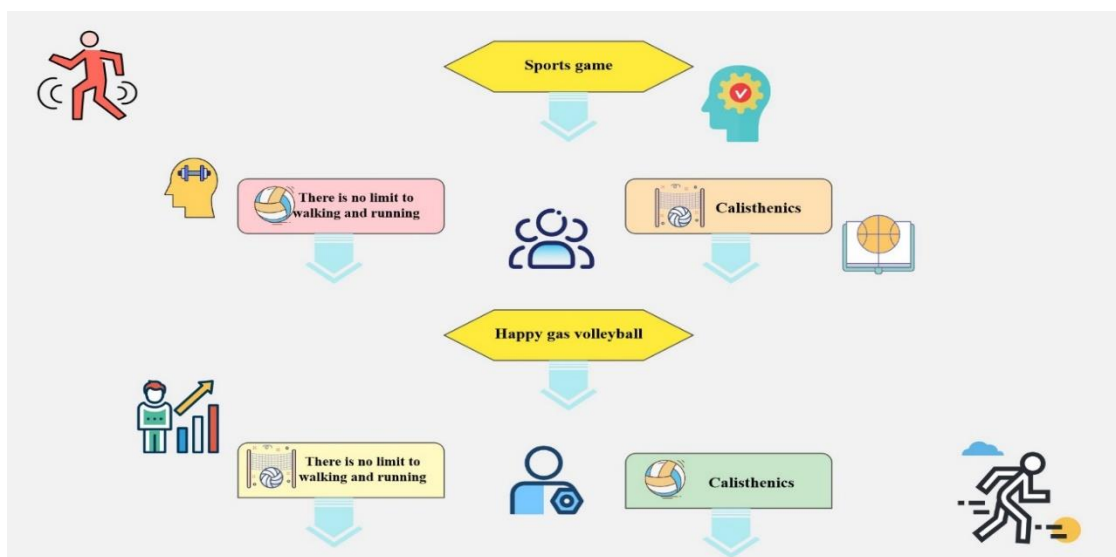 Sports game
There is no limit to
walking and running
Calisthenics
Happy gas volleyball
There is no limit to
walking and running
Calisthenics